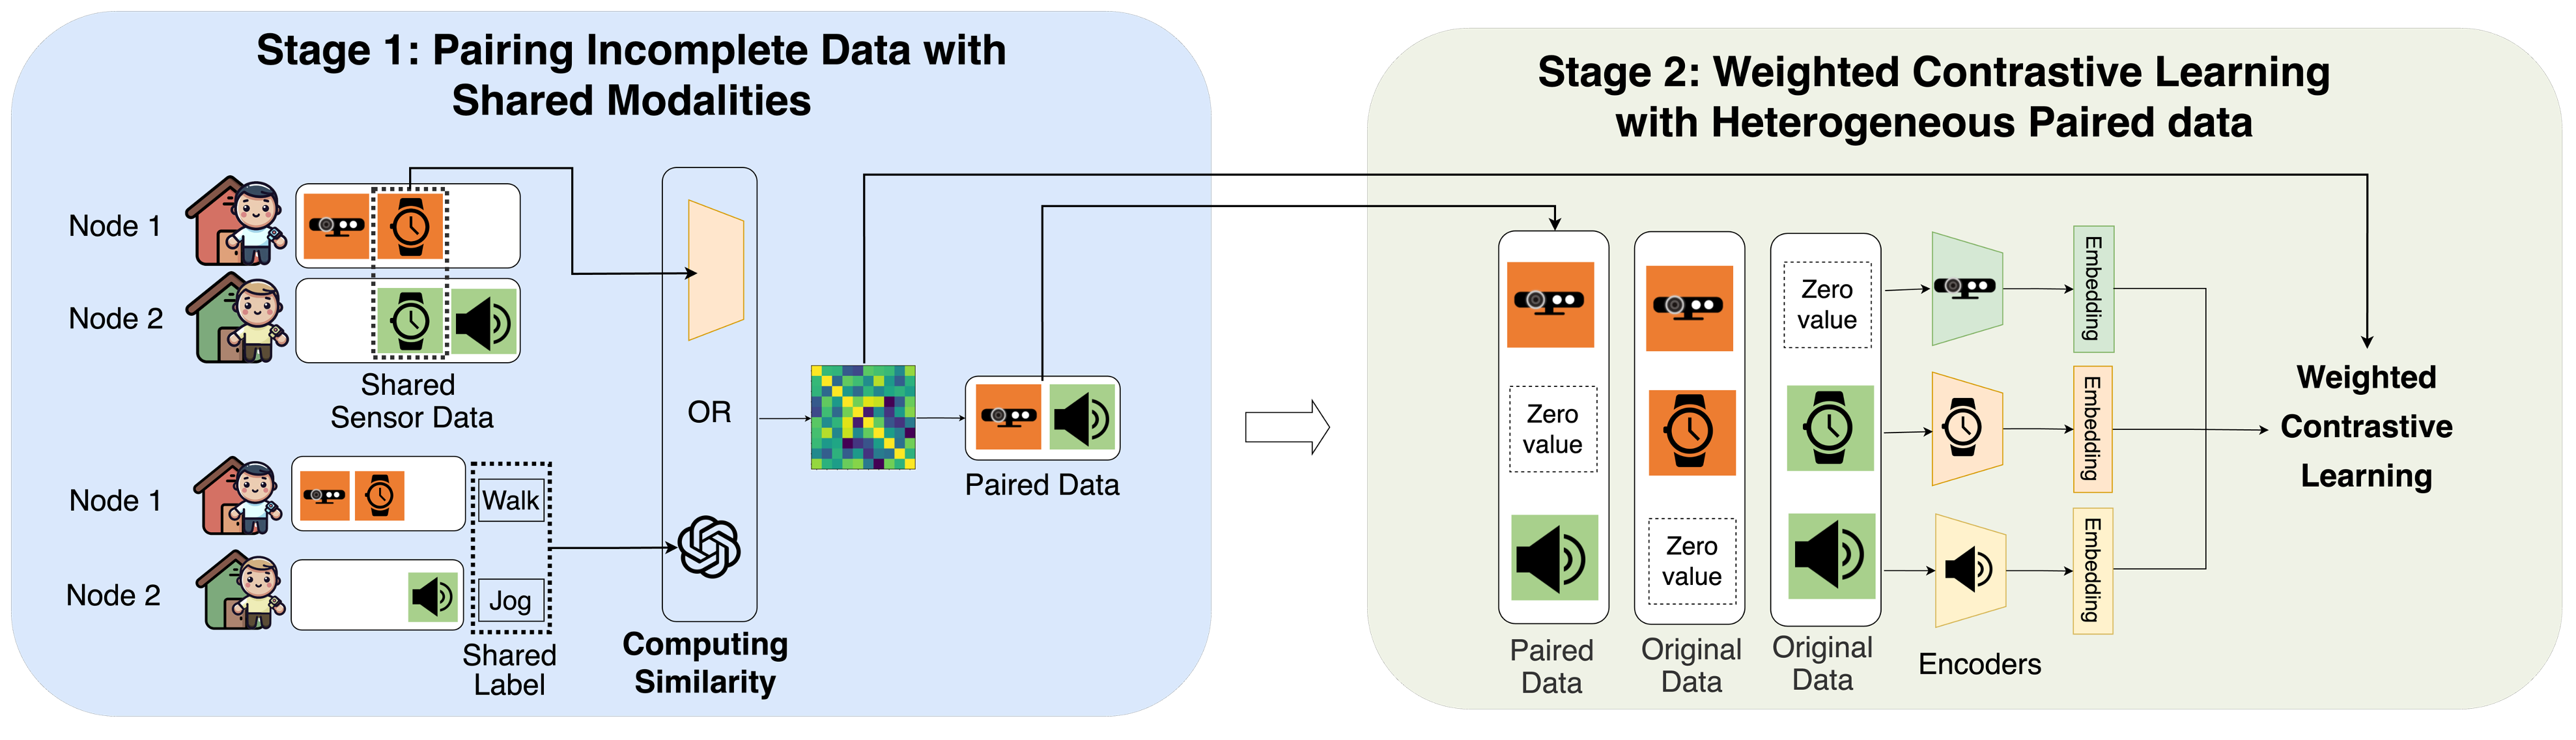 Stage 1: Pairing Incomplete Data with
Shared Modalities
Node 1
Node 2
Shared
Sensor Data
Node 1
Walk
Node 2
Jog
Shared
Label
OR
Computing
Similarity
Paired Data
Stage 2: Weighted Contrastive Learning
with Heterogeneous Paired data
Zero
value
Zero
value
Zero
value
Paired
Data
Original
Data
Original
Data
Encoders
Embedding
Embedding
Embedding
Weighted
Contrastive
Learning